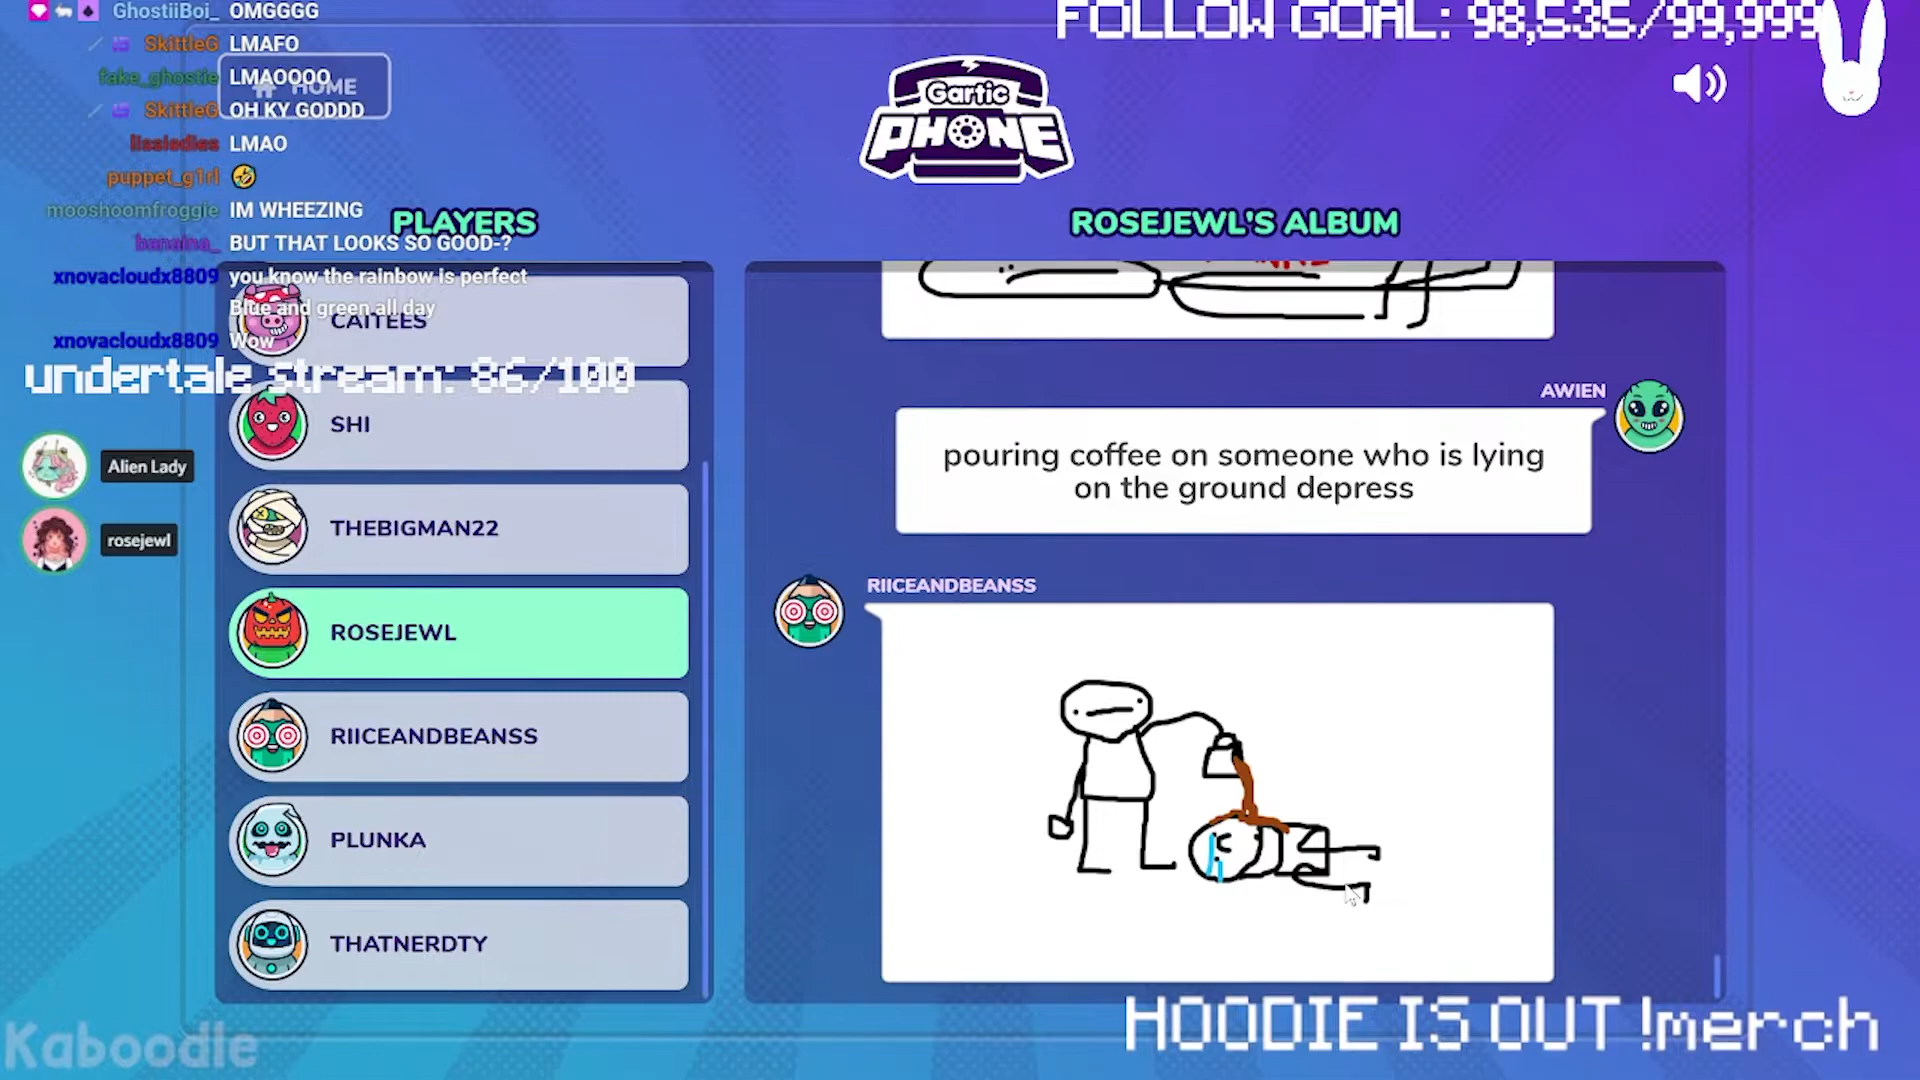 GhostiiBoi_ OMGGGG
FOLLOW GOAL: 98,535/99,999
SkittleG LMAFO
fake_ghostie LMAOOOO
HOME
SkittleG OH KY GODDD
lissiedies LMAO
puppet_g1rl
mooshoomfroggie IM WHEEZING
banaina_ BUT THAT LOOKS SO GOOD-?
xnovacloudx8809 you know the rainbow is perfect
Blue and green all day
xnovacloudx8809 Wow
undertale stream: 86/100
Alien Lady
rosejewl
Gartic
PHONE
PLAYERS
CAITEES
SHI
THEBIGMAN22
ROSEJEWL
RIICEANDBEANSS
PLUNKA
THATNERDTY
ROSEJEWL'S ALBUM
AWIEN
pouring coffee on someone who is lying
on the ground depress
RIICEANDBEANSS
HOODIE IS OUT !merch
Kaboodle